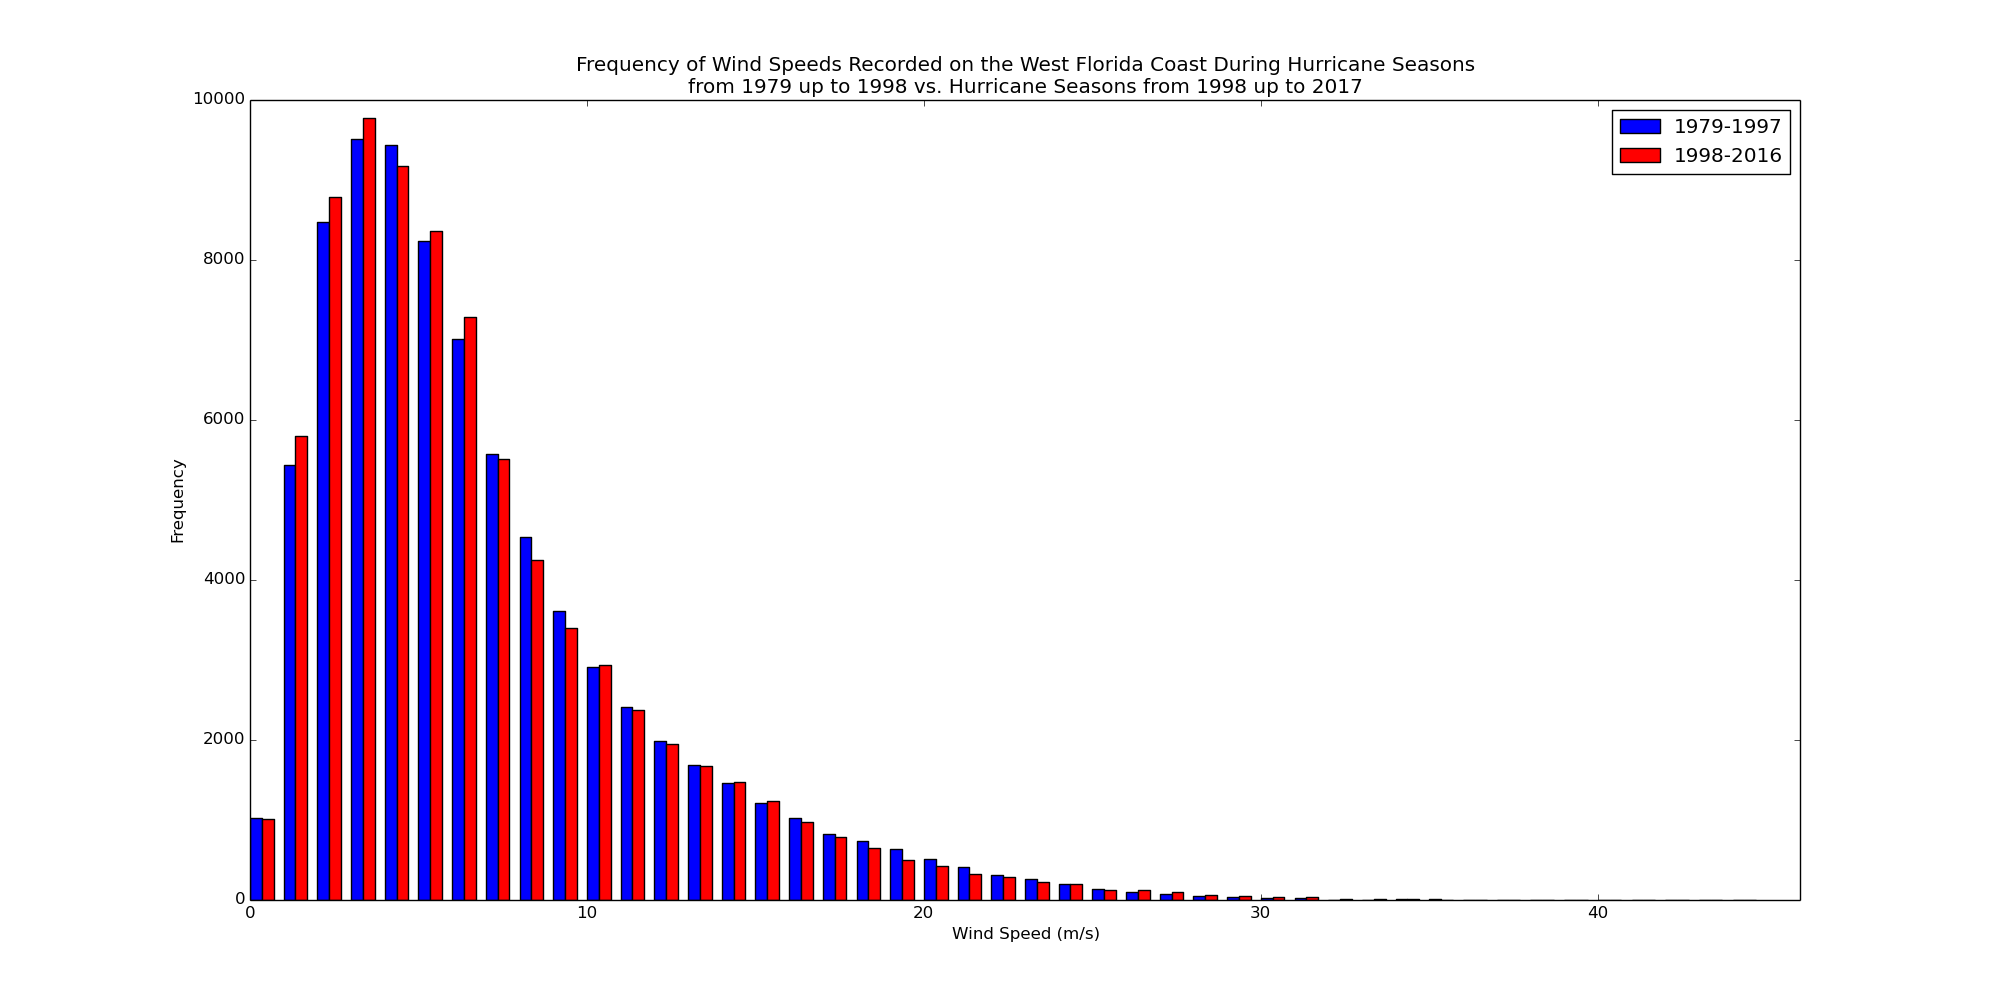 Frequency of Wind Speeds Recorded on the West Florida Coast During Hurricane Seasons
from 1979 up to 1998 vs. Hurricane Seasons from 1998 up to 2017
10000
8000
6000
4000
2000
0
Frequency
1979-1997
1998-2016
0 10 20 30 40
Wind Speed (m/s)